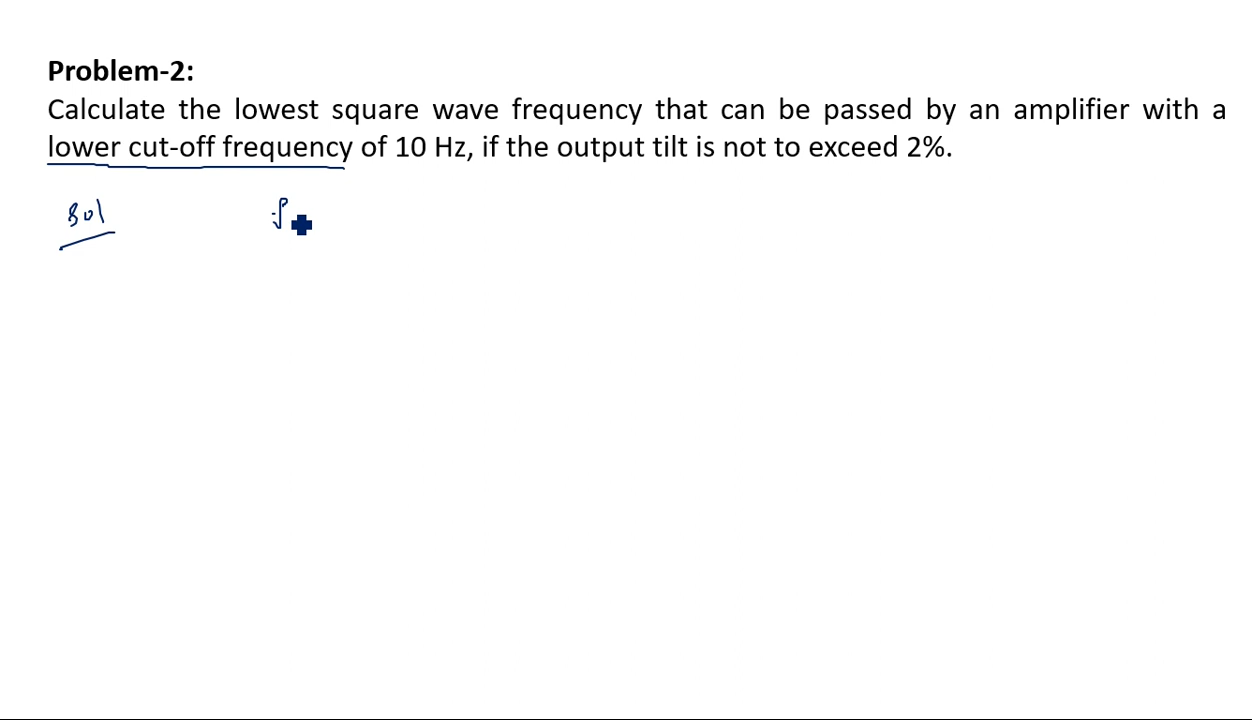 Problem-2:
Calculate the lowest square wave frequency that can be passed by an amplifier with a
lower cut-off frequency of 10 Hz, if the output tilt is not to exceed 2%.
Sol f